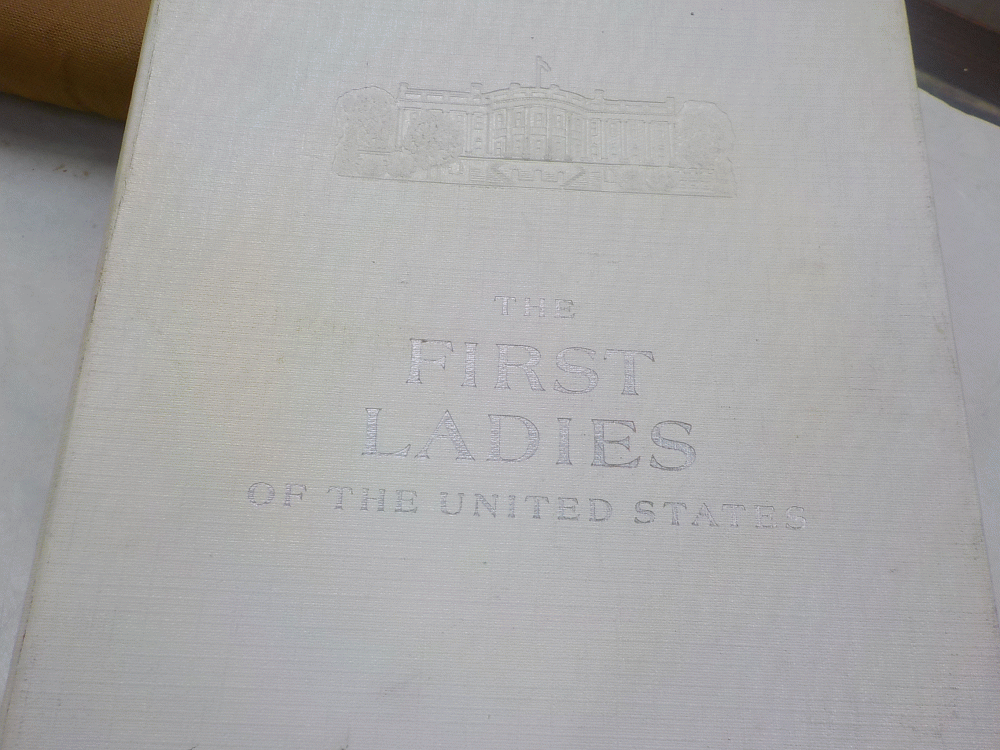 THE
FIRST
LADIES
OF THE UNITED STATES